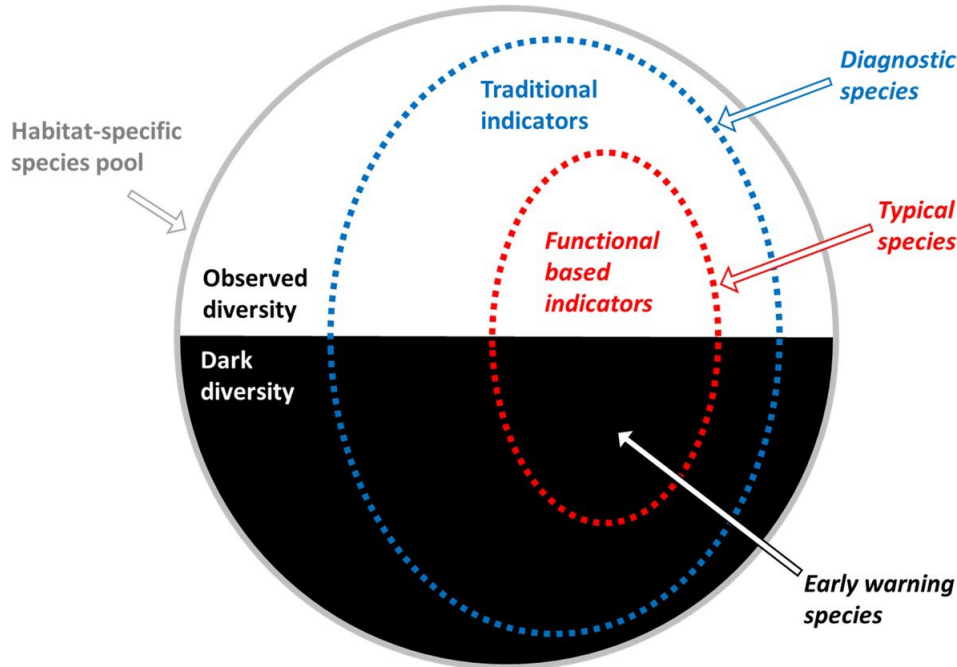 Diagnostic
species
Traditional
indicators
Habitat-specific
species pool
Typical
species
Functional
based
indicators
Observed
diversity
Dark
diversity
Early warning
species